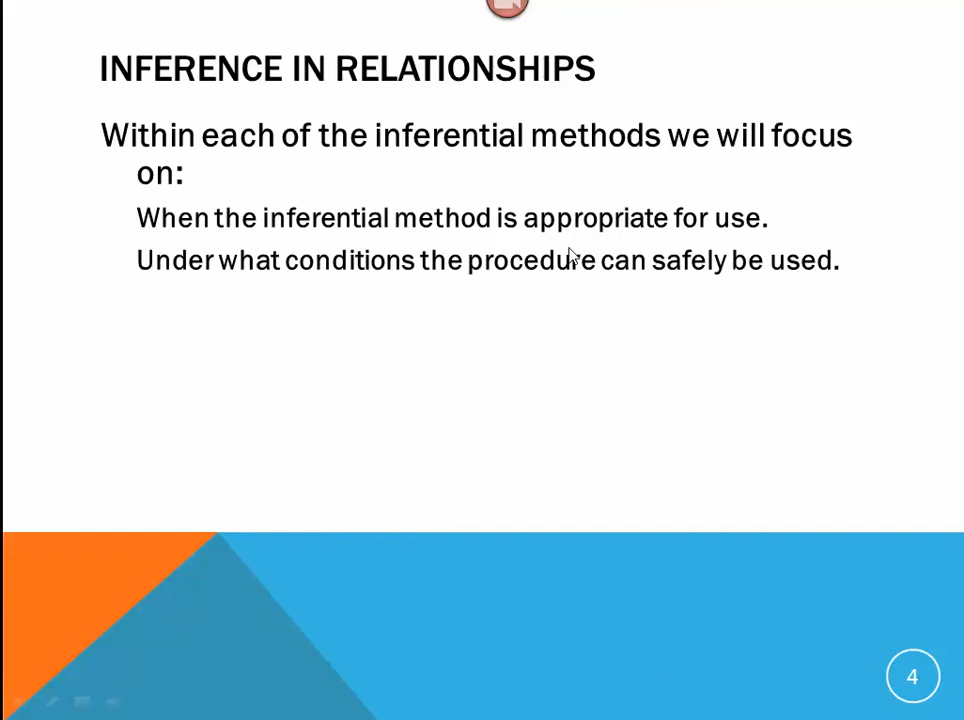 INFERENCE IN RELATIONSHIPS
Within each of the inferential methods we will focus
on:
When the inferential method is appropriate for use.
Under what conditions the procedure can safely be used.
4